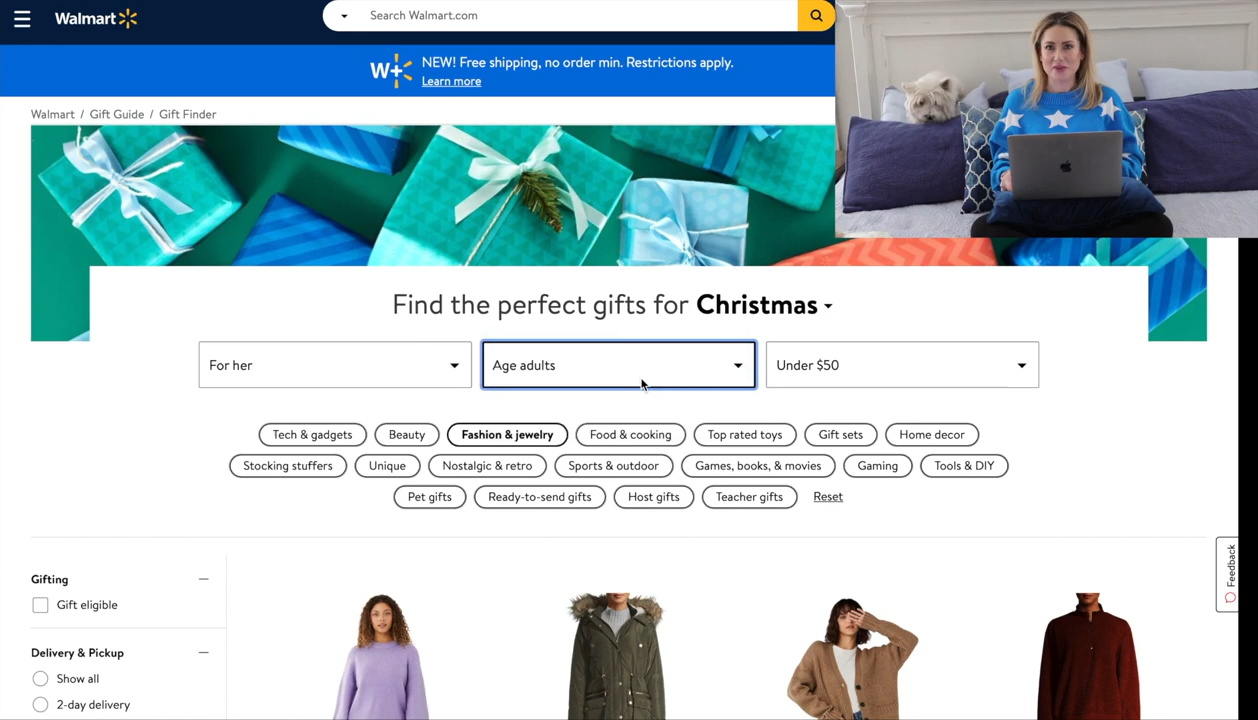 Walmart
Search Walmart.com
NEW! Free shipping, no order min. Restrictions apply.
Learn more
Walmart / Gift Guide / Gift Finder
Find the perfect gifts for Christmas
For her
Age adults
Under $50
Tech & gadgets
Beauty
Fashion & jewelry
Food & cooking
Top rated toys
Gift sets
Home decor
Stocking stuffers
Unique
Nostalgic & retro
Sports & outdoor
Games, books, & movies
Gaming
Tools & DIY
Pet gifts
Ready-to-send gifts
Host gifts
Teacher gifts
Reset
Feedback
Gifting
Gift eligible
Delivery & Pickup
Show all
2-day delivery